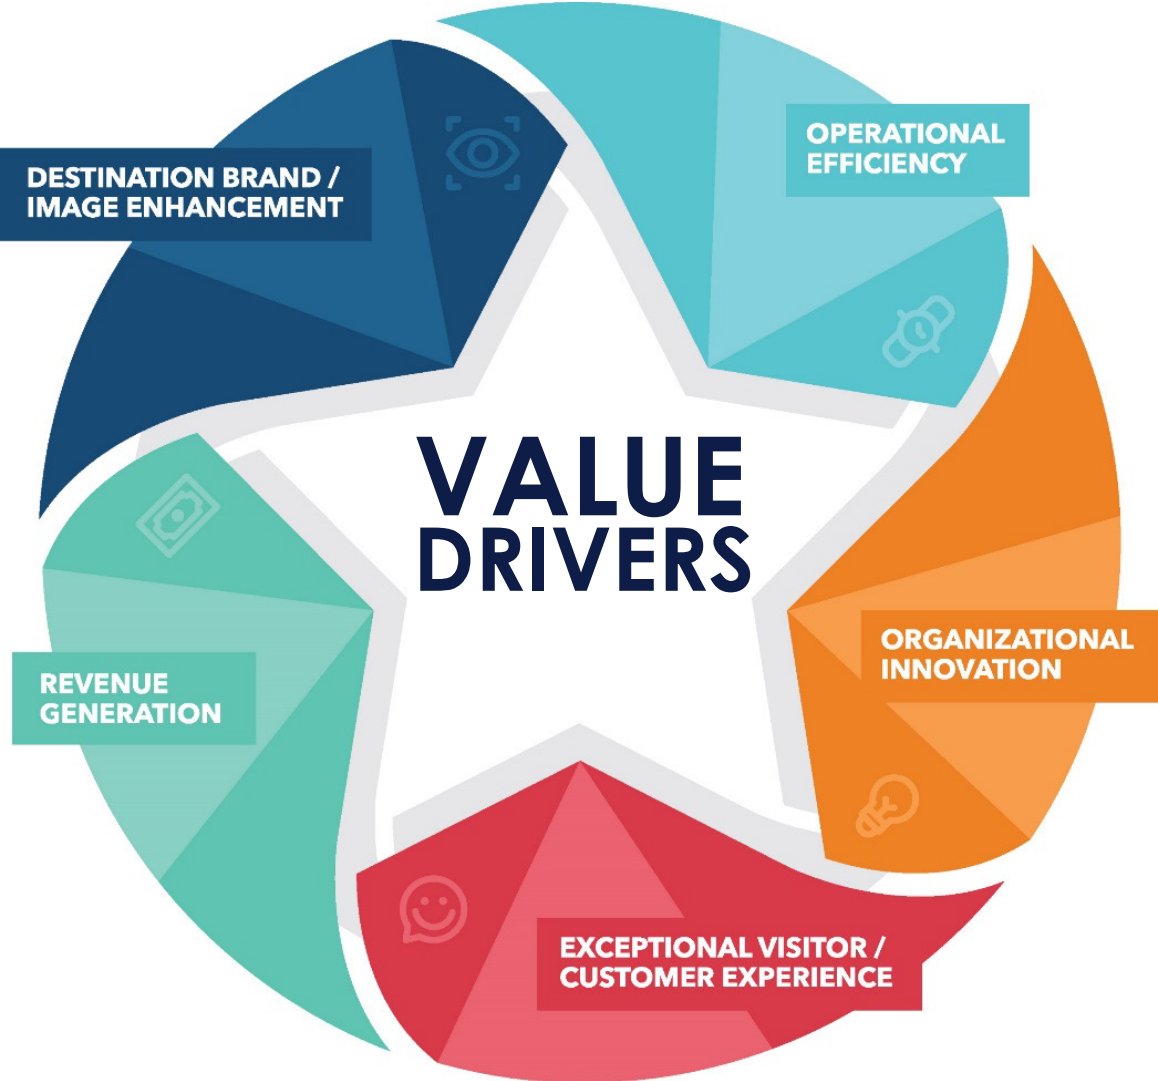 OPERATIONAL
EFFICIENCY
DESTINATION BRAND /
IMAGE ENHANCEMENT
VALUE
DRIVERS
ORGANIZATIONAL
INNOVATION
REVENUE
GENERATION
EXCEPTIONAL VISITOR /
CUSTOMER EXPERIENCE